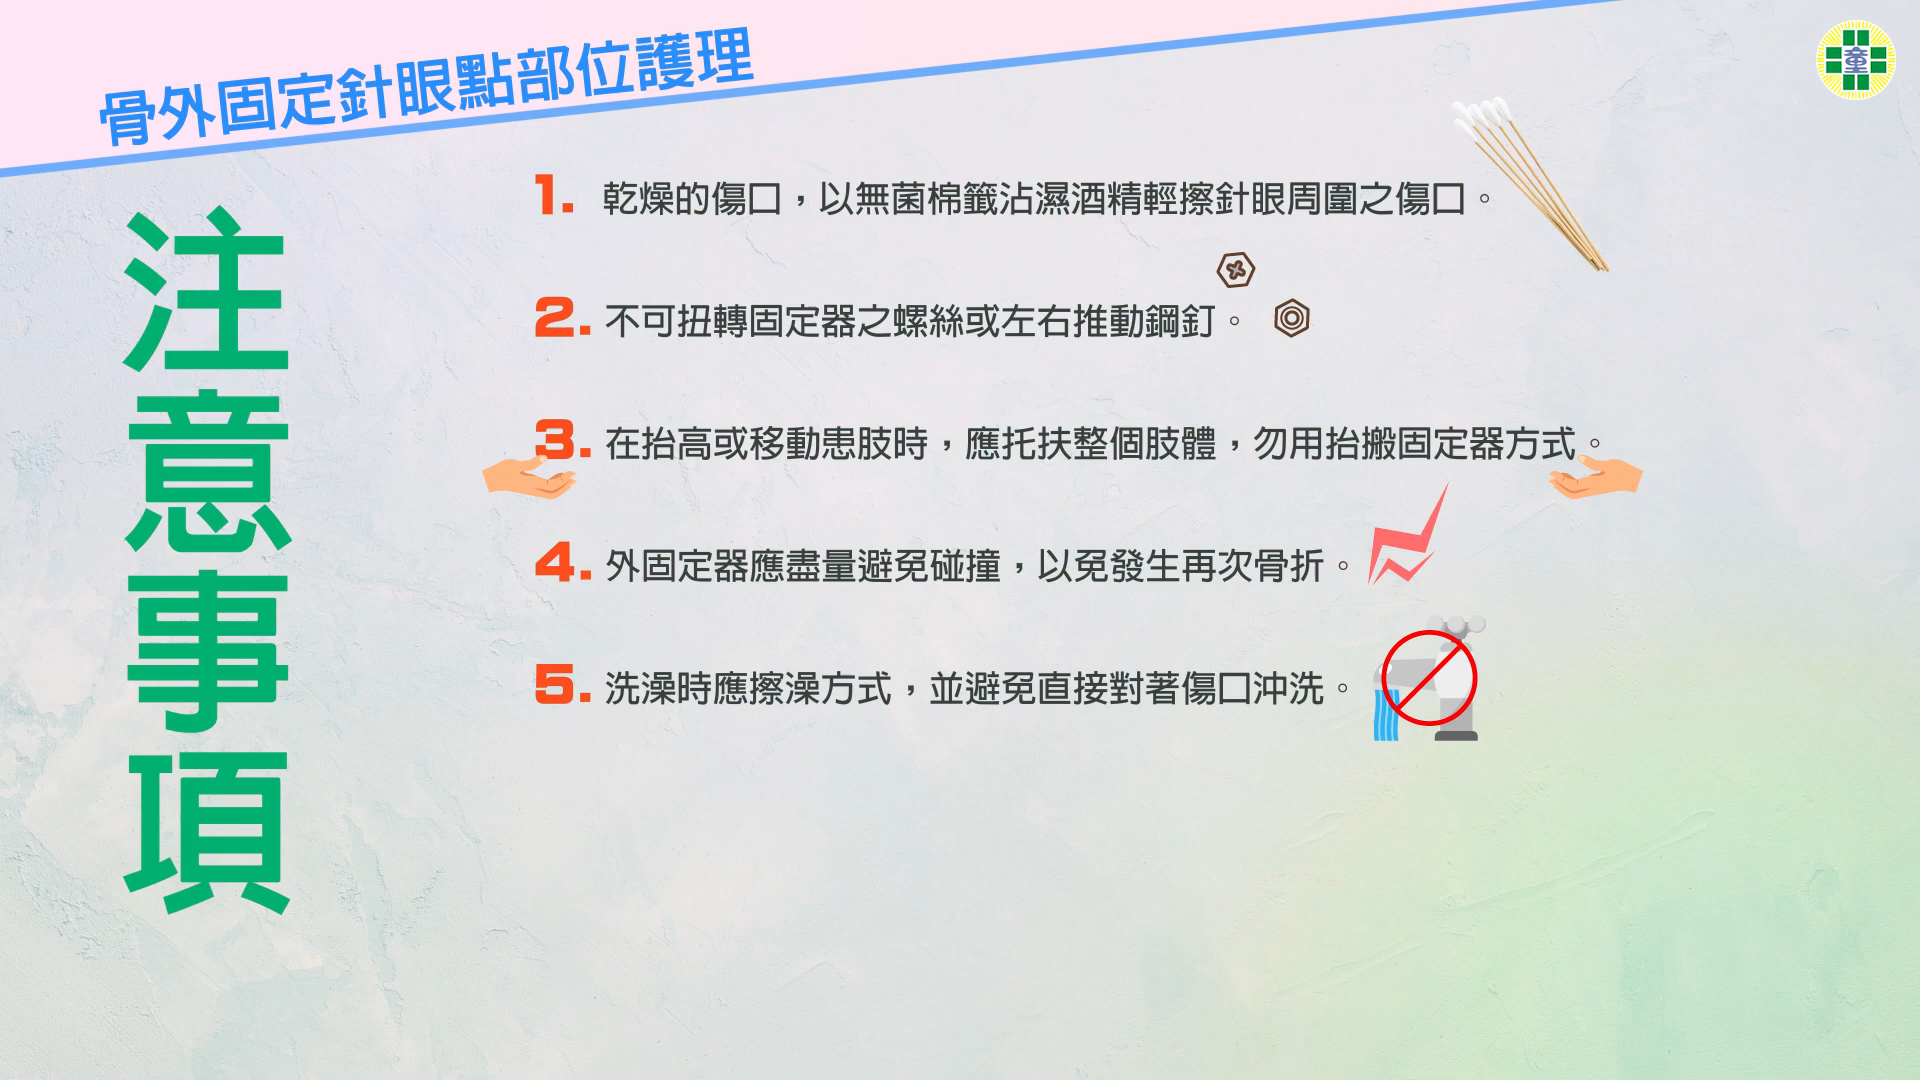 骨外固定針眼點部位護理
童
注意事項
1. 乾燥的傷口，以無菌棉籤沾濕酒精輕擦針眼周圍之傷口。
2. 不可扭轉固定器之螺絲或左右推動鋼釘。
3. 在抬高或移動患肢時，應托扶整個肢體，勿用抬搬固定器方式。
4. 外固定器應盡量避免碰撞，以免發生再次骨折。
5. 洗澡時應擦澡方式，並避免直接對著傷口沖洗。